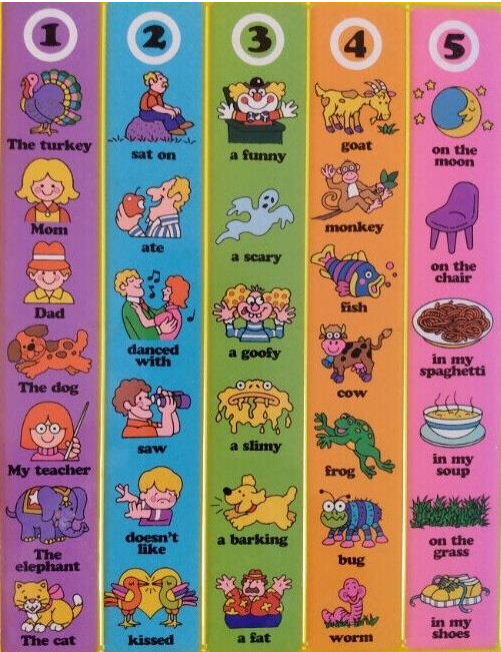 1
The turkey
Mom
Dad
The dog
My teacher
The
elephant
The cat
2
sat on
ate
danced
with
saw
doesn't
like
kissed
3
a funny
a scary
a goofy
a slimy
a barking
a fat
4
goat
monkey
fish
cow
frog
bug
worm
5
on the
moon
on the
chair
in my
spaghetti
in my
soup
on the
grass
in my
shoes